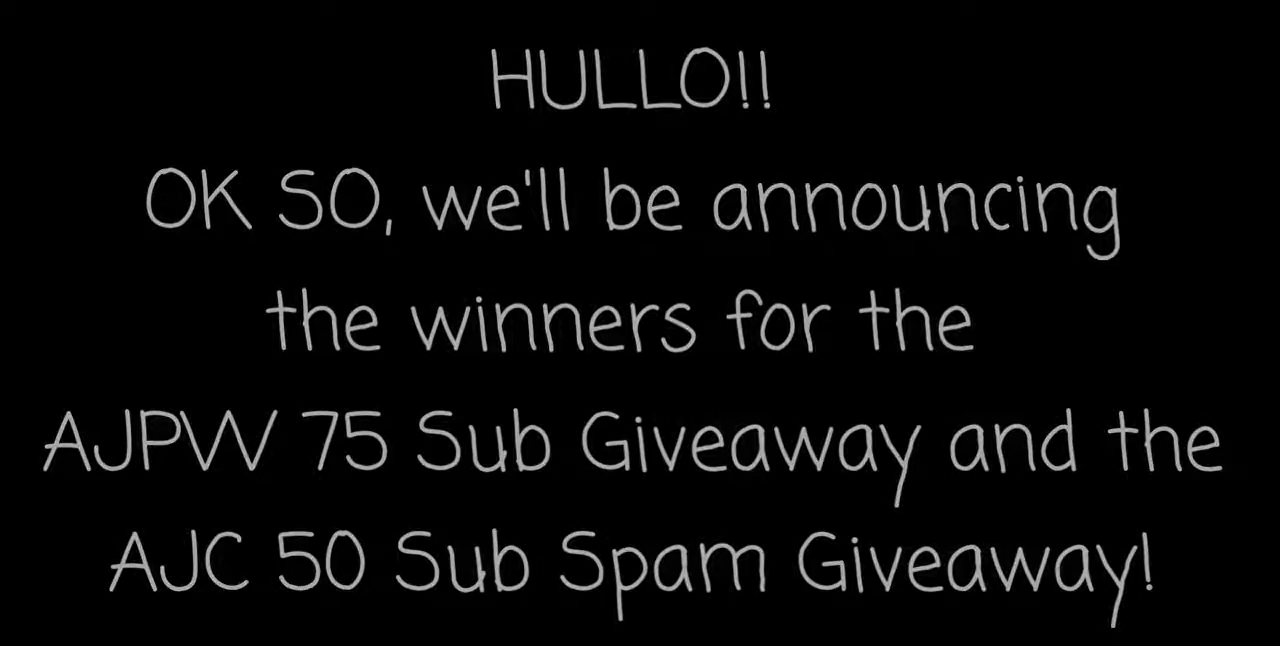 HULLO!!
OK SO, we'll be announcing
the winners for the
AJPW 75 Sub Giveaway and the
AJC 50 Sub Spam Giveaway!